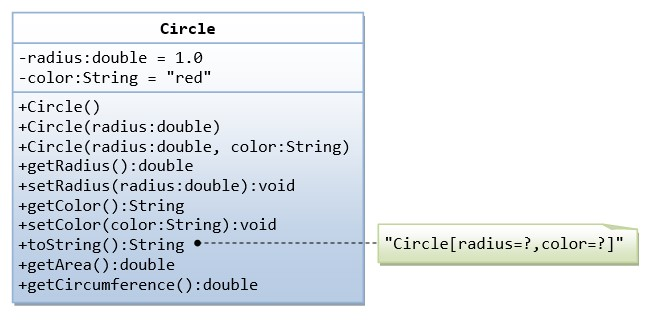 Circle
-radius:double = 1.0
-color:String = "red"
+Circle()
+Circle(radius:double)
+Circle(radius:double, color:String)
+getRadius():double
+setRadius(radius:double):void
+getColor():String
+setColor(color:String):void
+toString():String
"Circle[radius=?,color=?]"
+getArea():double
+getCircumference():double